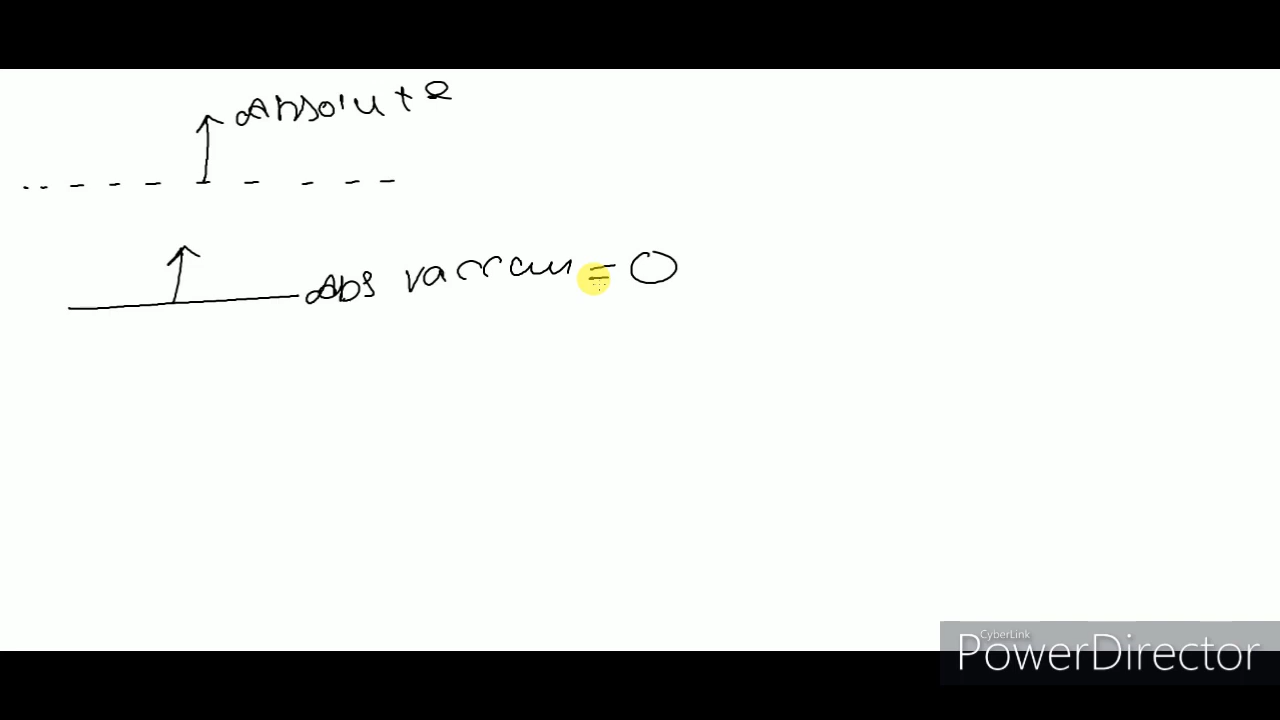 Absolute
Abs vaccum = 0
CyberLink
PowerDirector